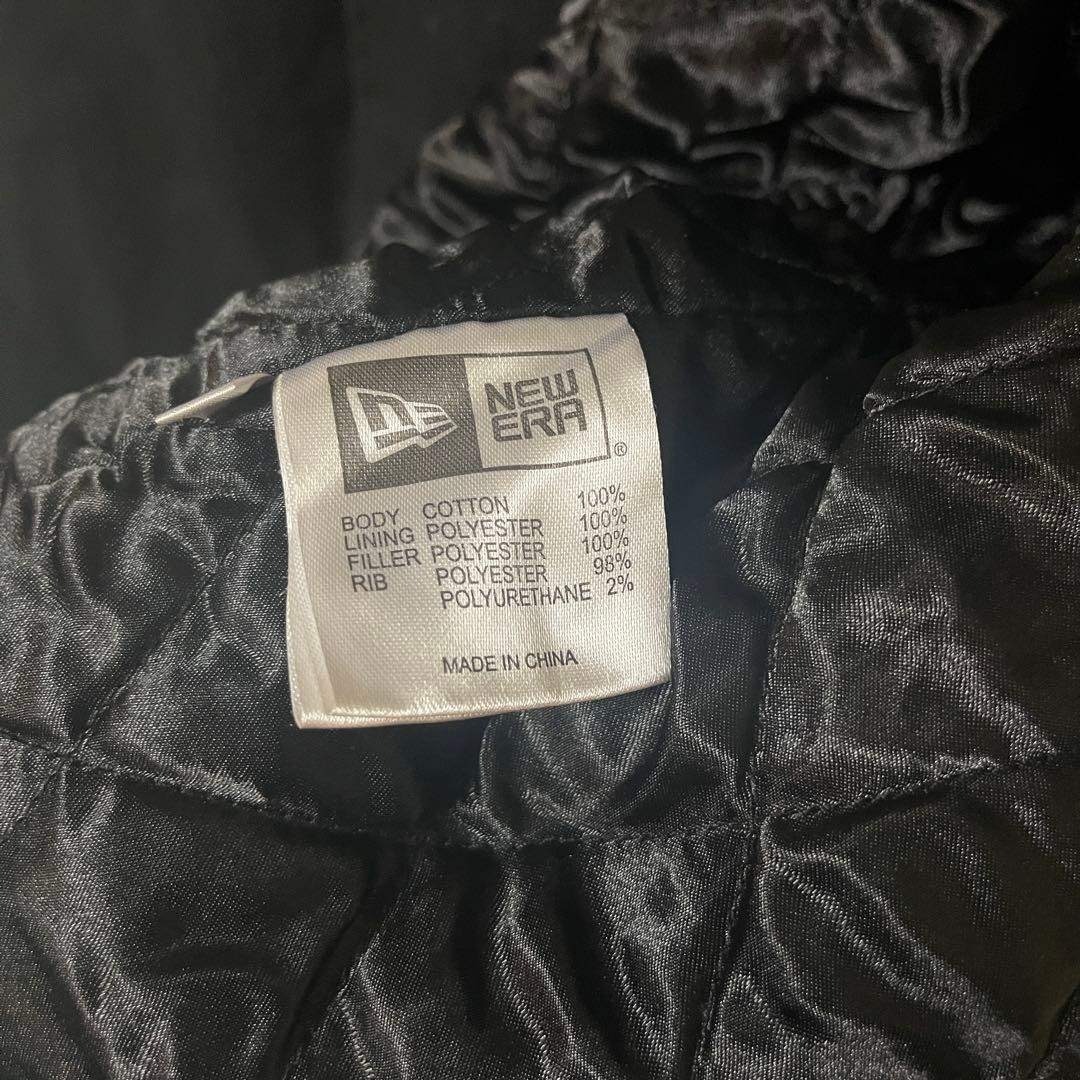 NEW
ERA®
BODY COTTON 100%
LINING POLYESTER 100%
FILLER POLYESTER 100%
RIB POLYESTER 98%
POLYURETHANE 2%
MADE IN CHINA